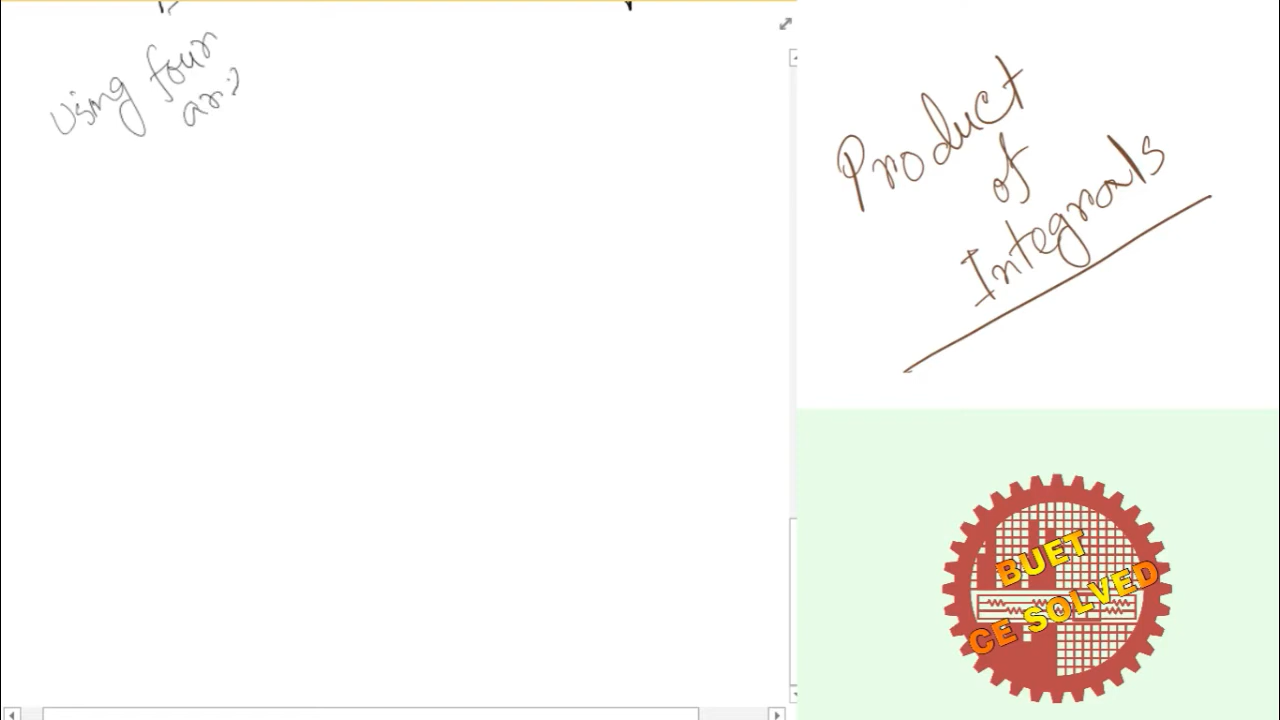 using four
Product
of
Integrals
BUET
CE SOLVED